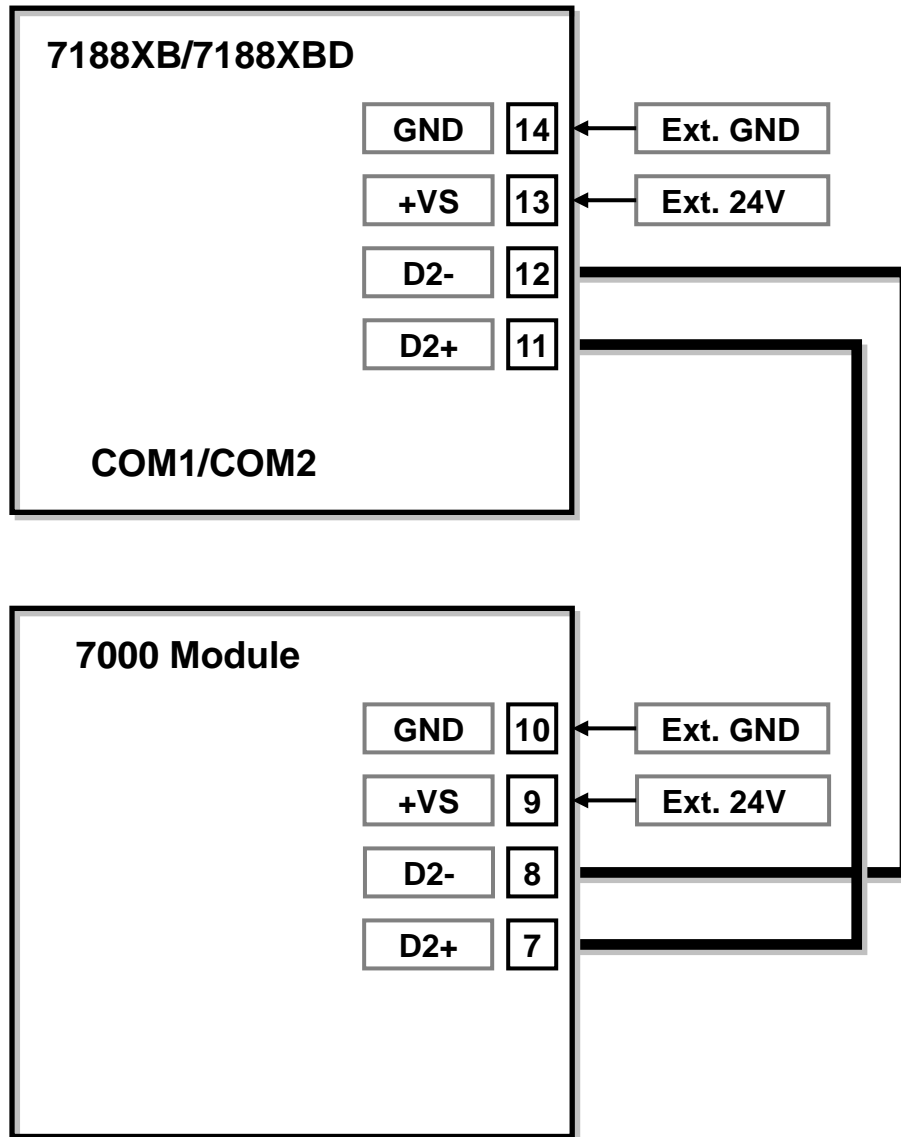 7188XB/7188XBD
GND 14 Ext. GND
+VS 13 Ext. 24V
D2- 12
D2+ 11
COM1/COM2
7000 Module
GND 10 Ext. GND
+VS 9 Ext. 24V
D2- 8
D2+ 7